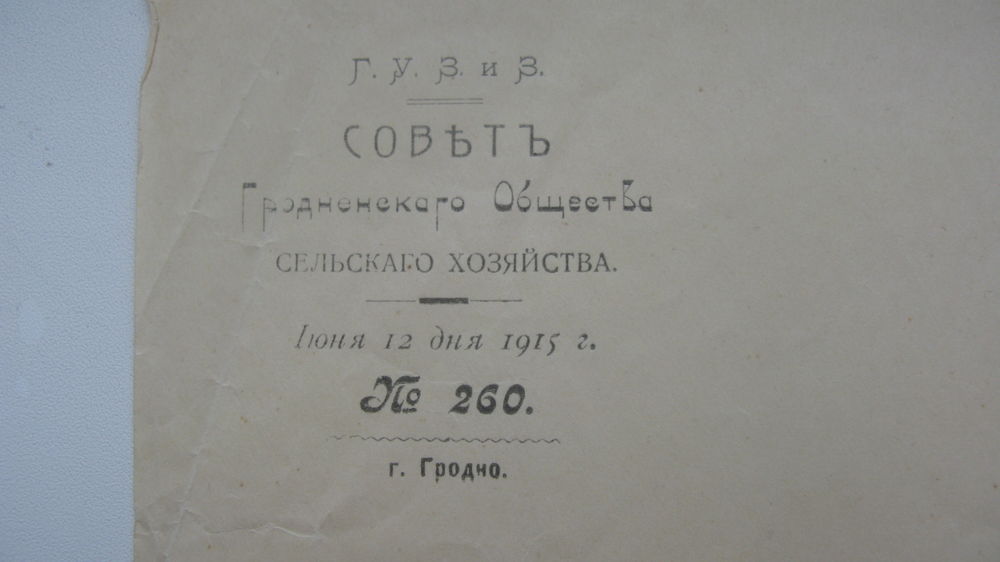 Г. У. З. и З.
СОВѢТЪ
Гродненскаго Общества
СЕЛЬСКАГО ХОЗЯЙСТВА.
Іюня 12 дня 1915 г.
№ 260.
г. Гродно.